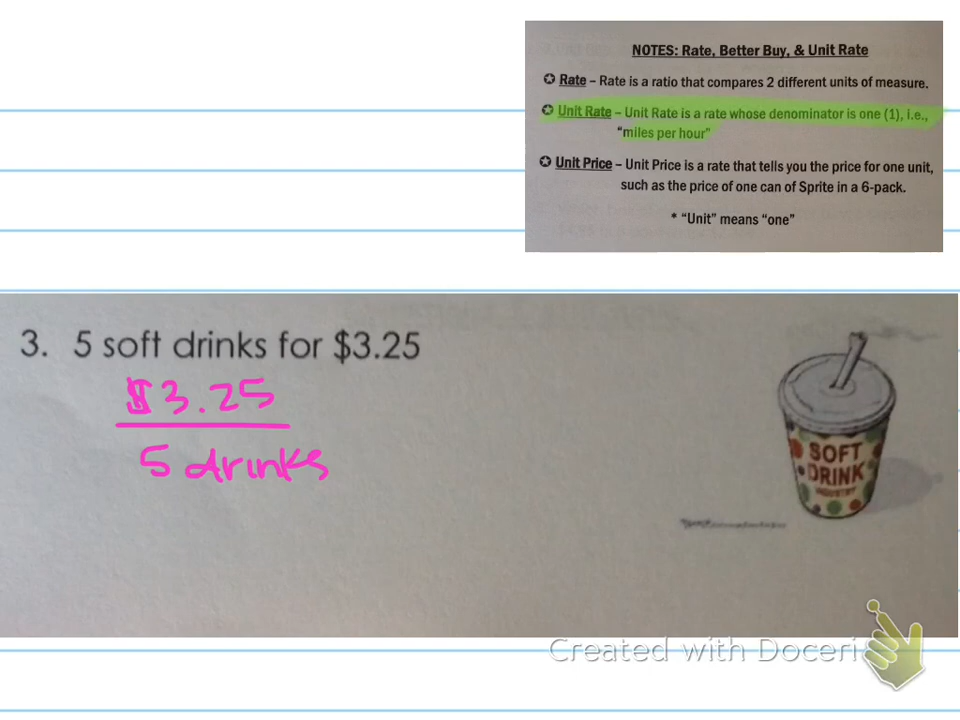 NOTES: Rate, Better Buy, & Unit Rate
✪ Rate – Rate is a ratio that compares 2 different units of measure.
✪ Unit Rate – Unit Rate is a rate whose denominator is one (1), i.e.,
"miles per hour"
✪ Unit Price – Unit Price is a rate that tells you the price for one unit,
such as the price of one can of Sprite in a 6-pack.
* "Unit" means "one"
3. 5 soft drinks for $3.25
$3.25
5 drinks
SOFT
DRINK
Created with Doceri